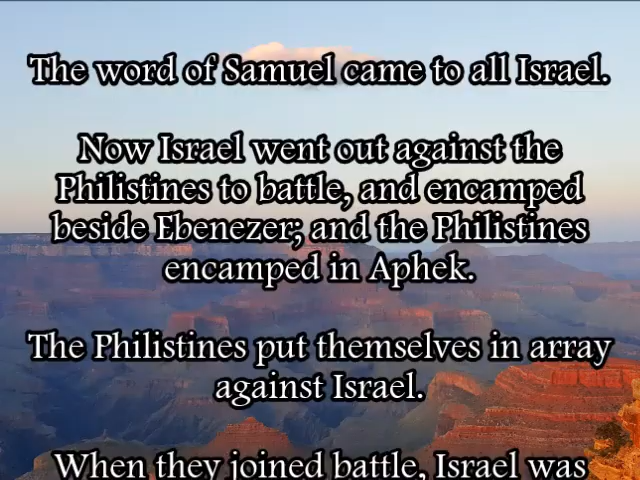 The word of Samuel came to all Israel.
Now Israel went out against the
Philistines to battle, and encamped
beside Ebenezer; and the Philistines
encamped in Aphek.
The Philistines put themselves in array
against Israel.
When they joined battle, Israel was